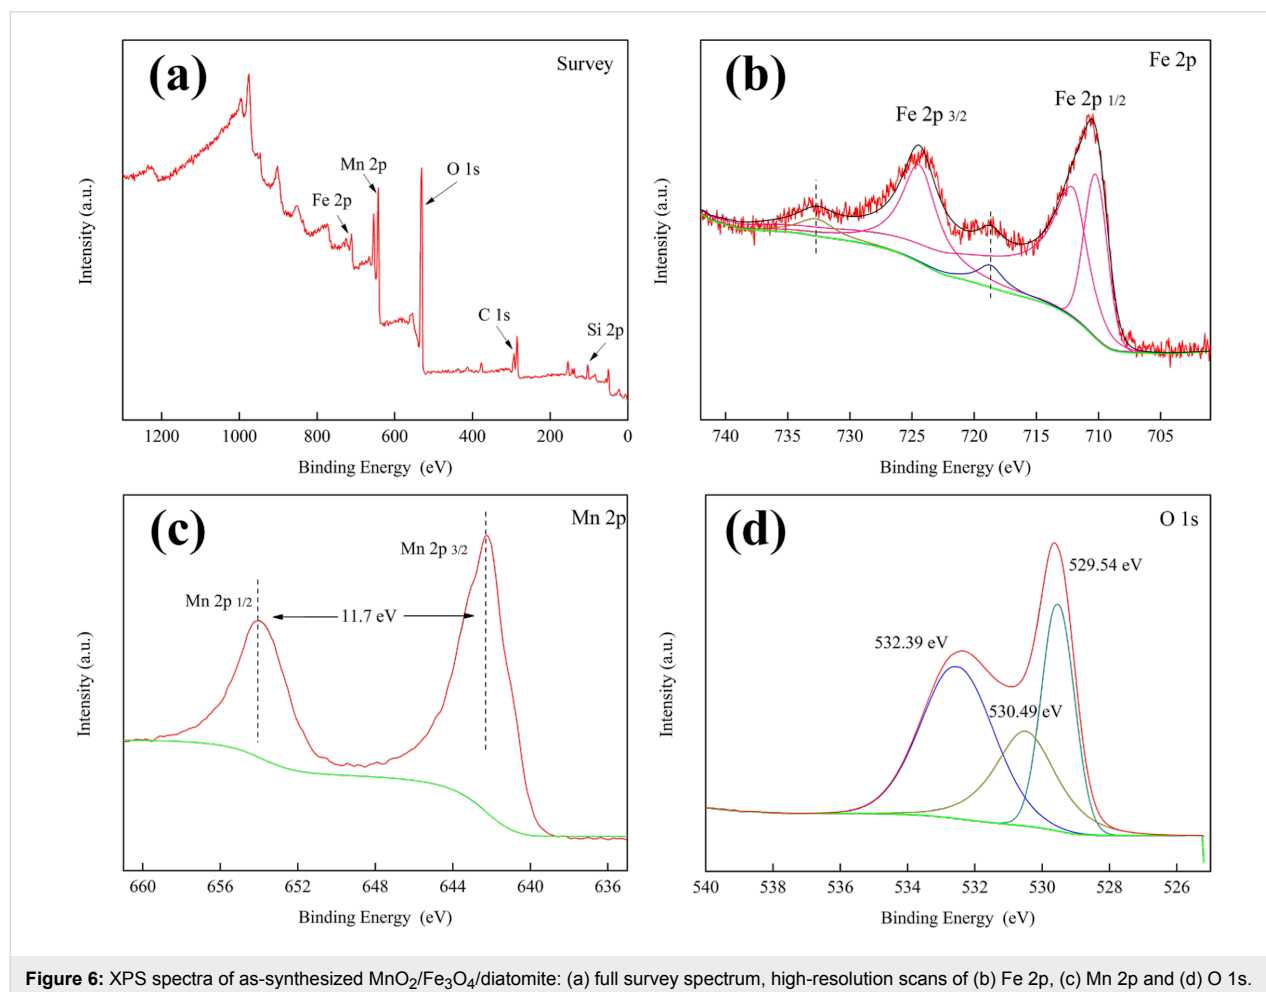 (a)
Survey
Mn 2p
O 1s
Fe 2p
C 1s
Si 2p
Intensity (a.u.)
1200 1000 800 600 400 200 0
Binding Energy (eV)
(b)
Fe 2p
Fe 2p 3/2
Fe 2p 1/2
Intensity (a.u.)
740 735 730 725 720 715 710 705
Binding Energy (eV)
(c)
Mn 2p
Mn 2p 3/2
Mn 2p 1/2
11.7 eV
Intensity (a.u.)
660 656 652 648 644 640 636
Binding Energy (eV)
(d)
O 1s
529.54 eV
532.39 eV
530.49 eV
Intensity (a.u.)
540 538 536 534 532 530 528 526
Binding Energy (eV)
Figure 6: XPS spectra of as-synthesized MnO₂/Fe₃O₄/diatomite: (a) full survey spectrum, high-resolution scans of (b) Fe 2p, (c) Mn 2p and (d) O 1s.